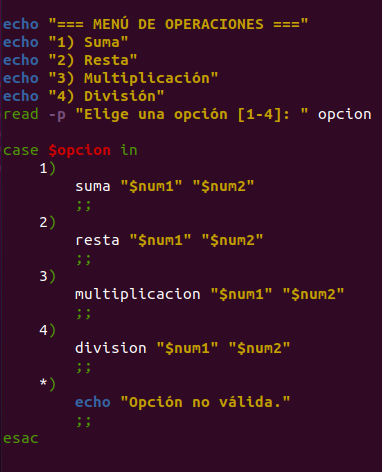 echo "=== MENÚ DE OPERACIONES ==="
echo "1) Suma"
echo "2) Resta"
echo "3) Multiplicación"
echo "4) División"
read -p "Elige una opción [1-4]: " opcion
case $opcion in
1)
suma "$num1" "$num2"
;;
2)
resta "$num1" "$num2"
;;
3)
multiplicacion "$num1" "$num2"
;;
4)
division "$num1" "$num2"
;;
*)
echo "Opción no válida."
;;
esac